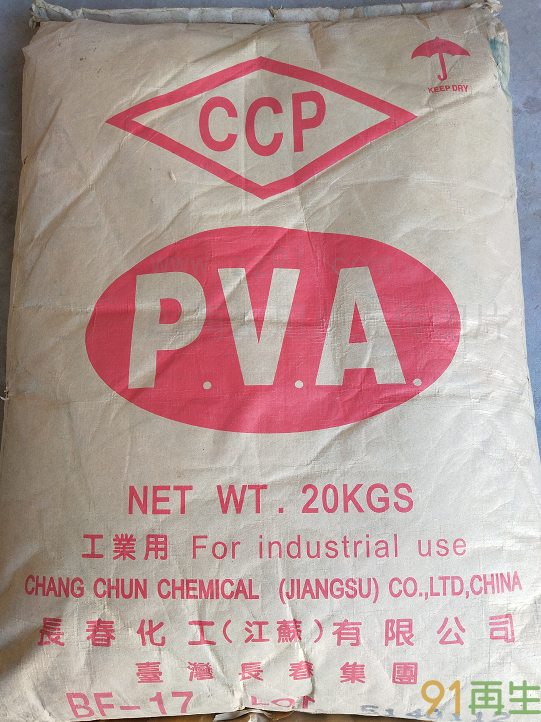 CCP
KEEP DRY
P.V.A.
NET WT. 20KGS
工業用 For industrial use
CHANG CHUN CHEMICAL (JIANGSU) CO.,LTD,CHINA
長春化工(江蘇)有限公司
臺灣長春集團
BF-17 LOT
91再生